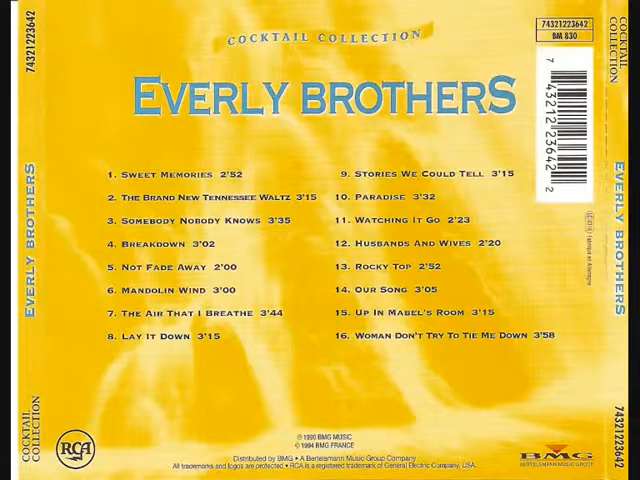 COCKTAIL COLLECTION
EVERLY BROTHERS
74321223642
BM 830
7 43212 23642 2
1. SWEET MEMORIES 2'52
2. THE BRAND NEW TENNESSEE WALTZ 3'15
3. SOMEBODY NOBODY KNOWS 3'35
4. BREAKDOWN 3'02
5. NOT FADE AWAY 2'00
6. MANDOLIN WIND 3'00
7. THE AIR THAT I BREATHE 3'44
8. LAY IT DOWN 3'15
9. STORIES WE COULD TELL 3'15
10. PARADISE 3'32
11. WATCHING IT GO 2'23
12. HUSBANDS AND WIVES 2'20
13. ROCKY TOP 2'52
14. OUR SONG 3'05
15. UP IN MABEL'S ROOM 3'15
16. WOMAN DON'T TRY TO TIE ME DOWN 3'58
℗ 1990 BMG MUSIC
© 1994 BMG FRANCE
Distributed by BMG • A Bertelsmann Music Group Company
All trademarks and logos are protected • RCA is a registered trademark of General Electric Company, USA.
RCA
BMG
BERTELSMANN MUSIC GROUP
74321223642
EVERLY BROTHERS
COCKTAIL
COLLECTION
COCKTAIL
COLLECTION
EVERLY BROTHERS
74321223642